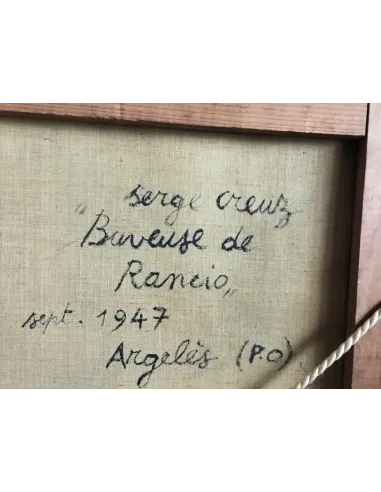 serge creuz
"Buveuse de
Rancio"
sept. 1947
Argelès (P.O)